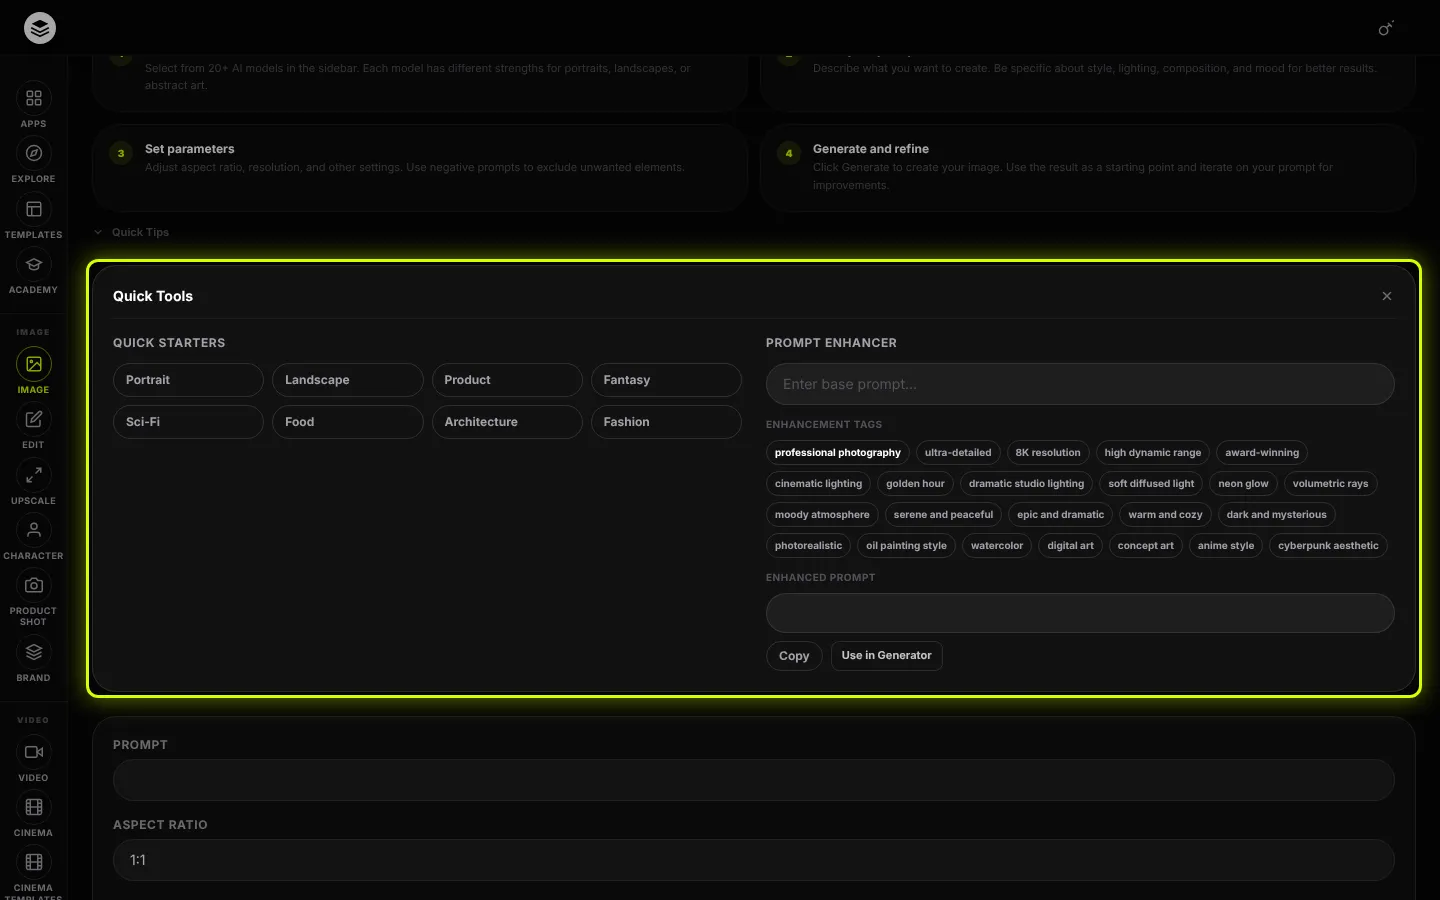 Select from 20+ AI models in the sidebar. Each model has different strengths for portraits, landscapes, or
abstract art.
Describe what you want to create. Be specific about style, lighting, composition, and mood for better results.
3
Set parameters
Adjust aspect ratio, resolution, and other settings. Use negative prompts to exclude unwanted elements.
4
Generate and refine
Click Generate to create your image. Use the result as a starting point and iterate on your prompt for
improvements.
Quick Tips
APPS
EXPLORE
TEMPLATES
ACADEMY
IMAGE
IMAGE
EDIT
UPSCALE
CHARACTER
PRODUCT
SHOT
BRAND
VIDEO
VIDEO
CINEMA
CINEMA
TEMPLATES
Quick Tools
QUICK STARTERS
Portrait
Landscape
Product
Fantasy
Sci-Fi
Food
Architecture
Fashion
PROMPT ENHANCER
Enter base prompt...
ENHANCEMENT TAGS
professional photography
ultra-detailed
8K resolution
high dynamic range
award-winning
cinematic lighting
golden hour
dramatic studio lighting
soft diffused light
neon glow
volumetric rays
moody atmosphere
serene and peaceful
epic and dramatic
warm and cozy
dark and mysterious
photorealistic
oil painting style
watercolor
digital art
concept art
anime style
cyberpunk aesthetic
ENHANCED PROMPT
Copy
Use in Generator
PROMPT
ASPECT RATIO
1:1